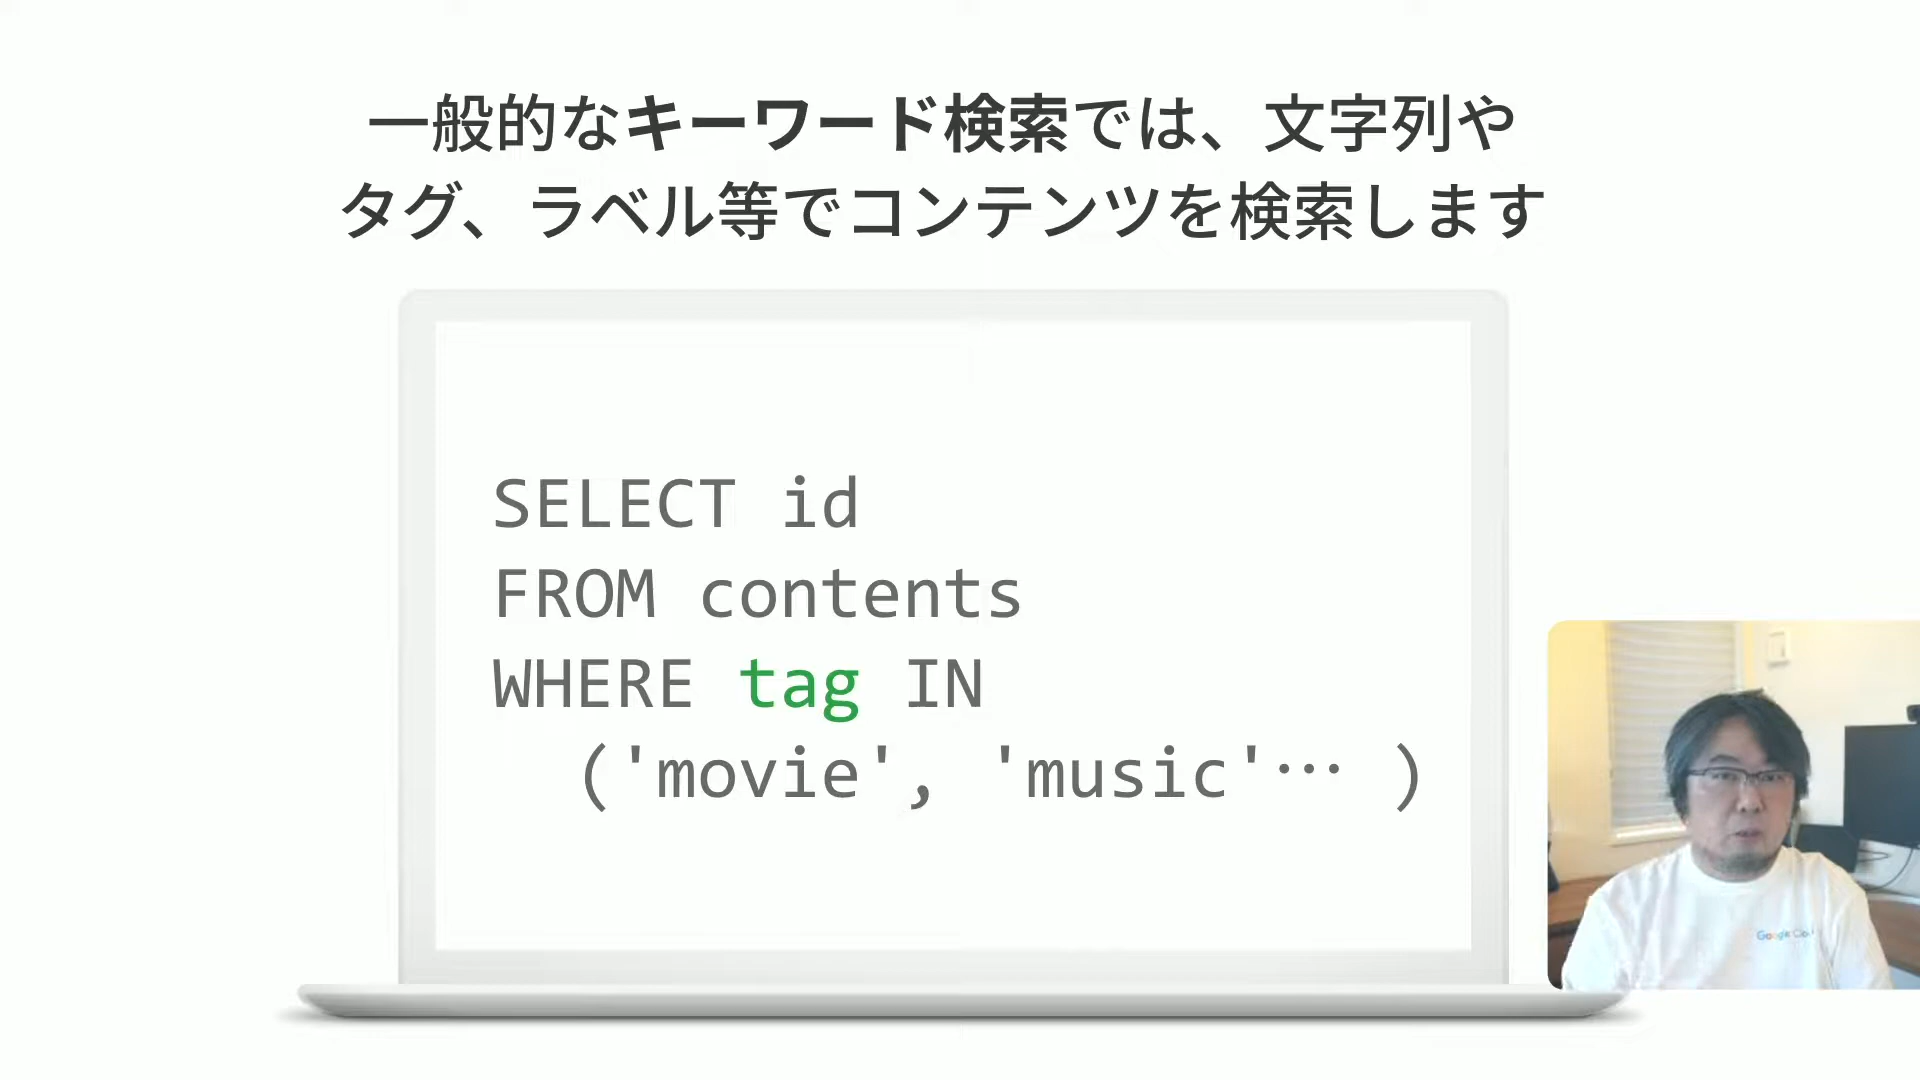 一般的なキーワード検索では、文字列や
タグ、ラベル等でコンテンツを検索します
SELECT id
FROM contents
WHERE tag IN
('movie', 'music'… )
Google Clou